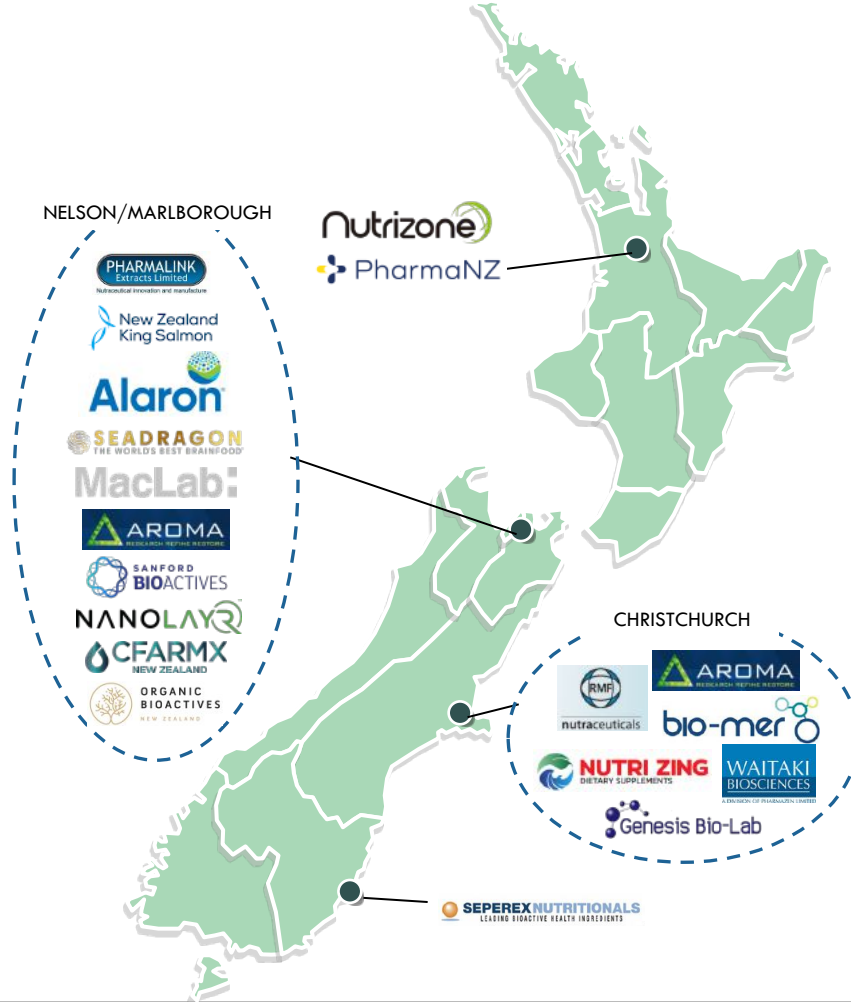 NELSON/MARLBOROUGH
PHARMALINK
Extracts Limited
Nutraceutical innovation and manufacture
New Zealand
King Salmon
Alaron
SEADRAGON
THE WORLD'S BEST BRAINFOOD
MacLab:
AROMA
RESEARCH REFINE RESTORE
SANFORD
BIOACTIVES
NANOLAYR
CFARMX
NEW ZEALAND
ORGANIC
BIOACTIVES
NEW ZEALAND
nutrizone
PharmaNZ
CHRISTCHURCH
RMF
nutraceuticals
AROMA
RESEARCH REFINE RESTORE
bio-mer
NUTRI ZING
DIETARY SUPPLEMENTS
WAITAKI
BIOSCIENCES
A DIVISION OF PHARMAZEN LIMITED
Genesis Bio-Lab
SEPEREX NUTRITIONALS
LEADING BIOACTIVE HEALTH INGREDIENTS